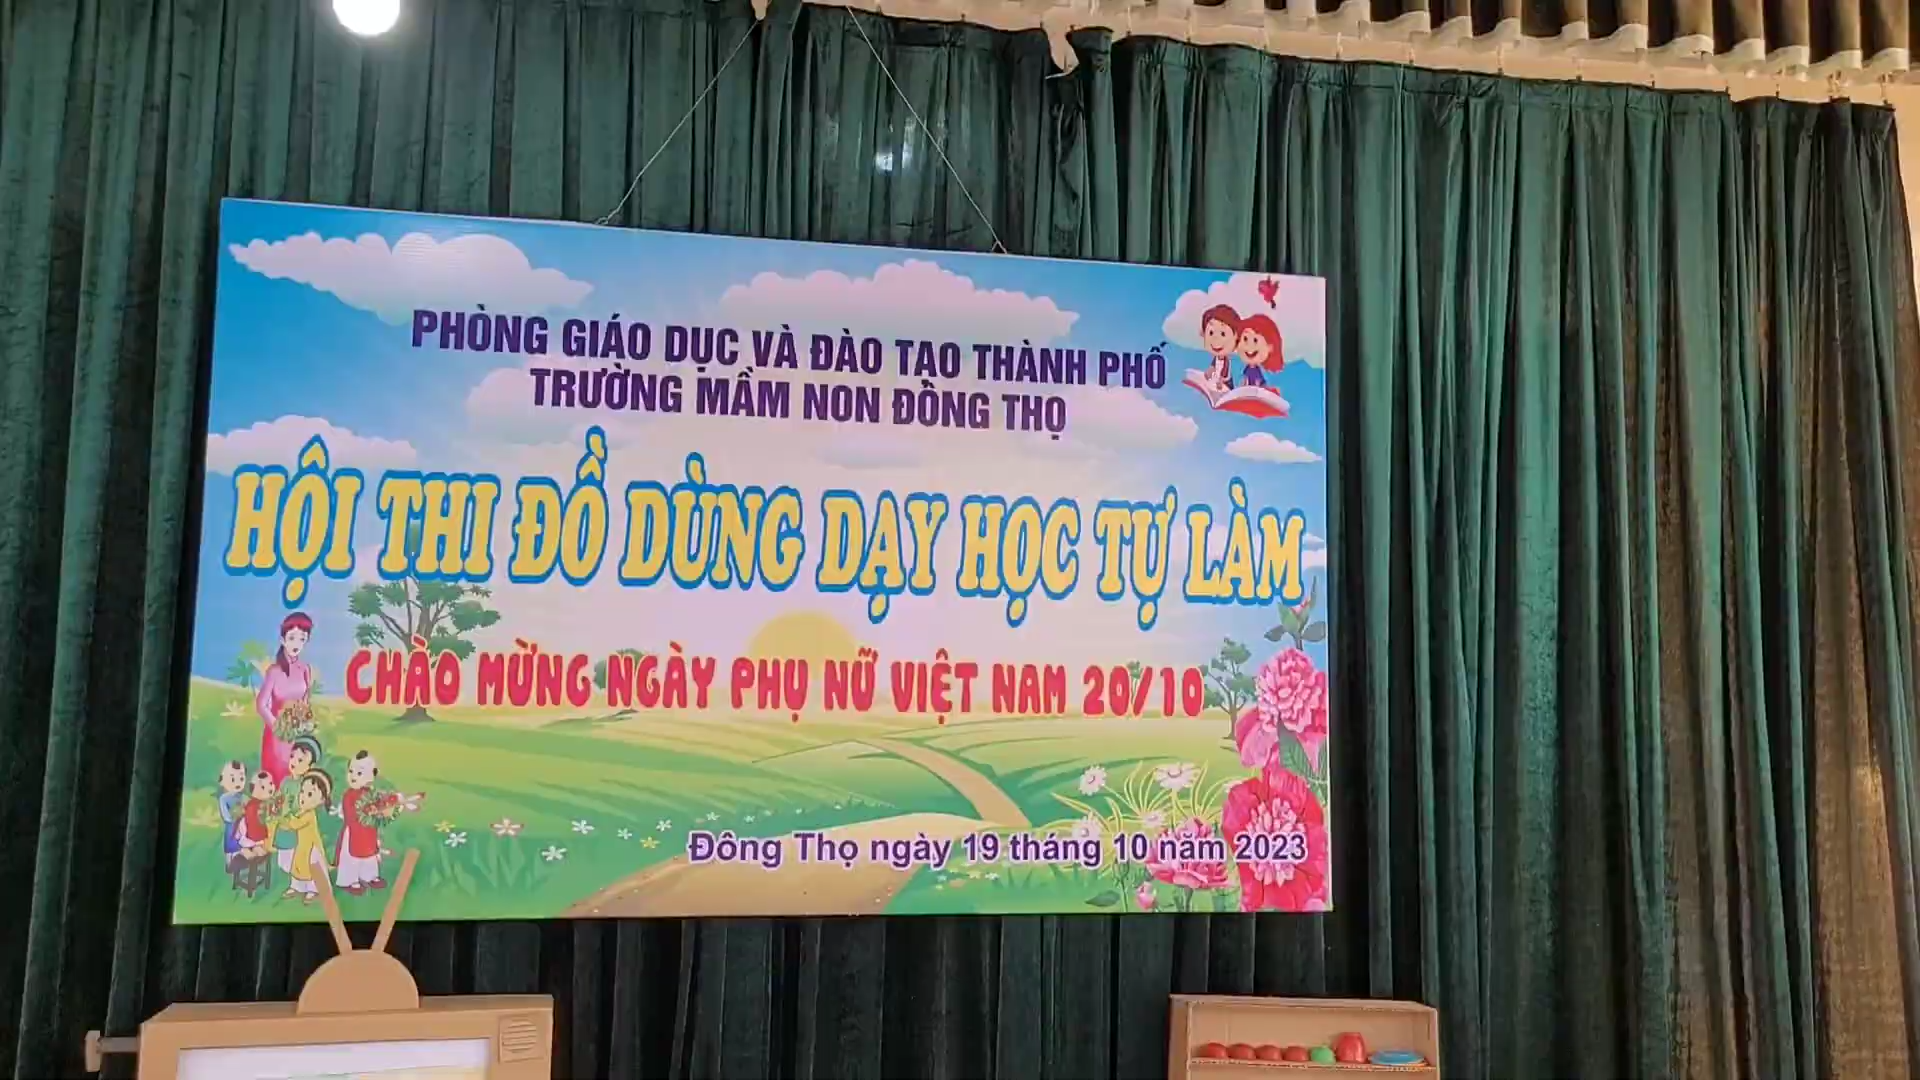 PHÒNG GIÁO DỤC VÀ ĐÀO TẠO THÀNH PHỐ
TRƯỜNG MẦM NON ĐÔNG THỌ
HỘI THI ĐỒ DÙNG DẠY HỌC TỰ LÀM
CHÀO MỪNG NGÀY PHỤ NỮ VIỆT NAM 20/10
Đông Thọ ngày 19 tháng 10 năm 2023